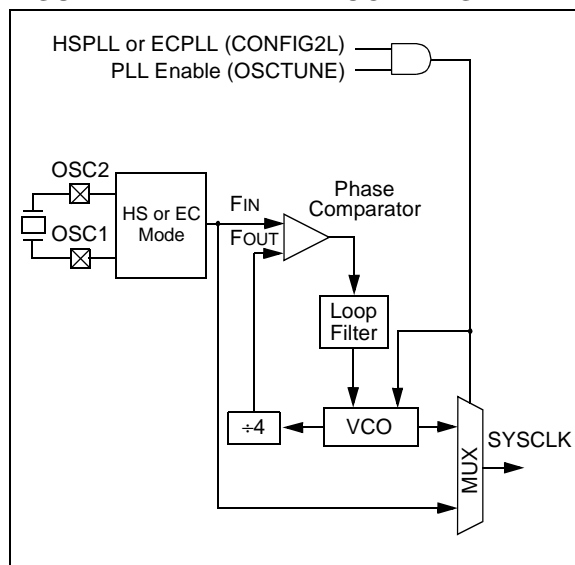 HSPLL or ECPLL (CONFIG2L)
PLL Enable (OSCTUNE)
OSC2
OSC1
HS or EC
Mode
FIN
FOUT
Phase
Comparator
Loop
Filter
÷4
VCO
MUX
SYSCLK